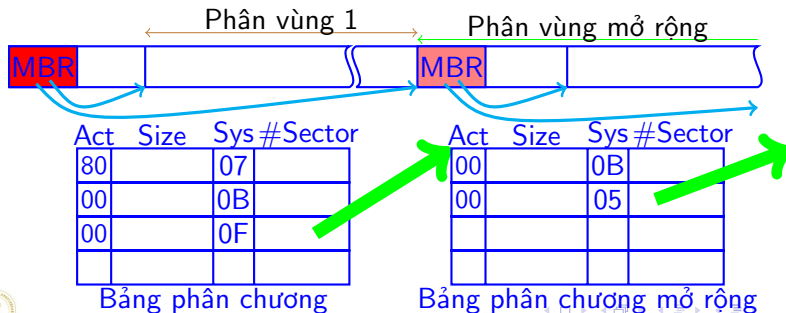 Phân vùng 1
Phân vùng mở rộng
MBR
MBR
Act Size Sys #Sector
80 07
00 0B
00 0F
Bảng phân chương
Act Size Sys #Sector
00 0B
00 05
Bảng phân chương mở rộng